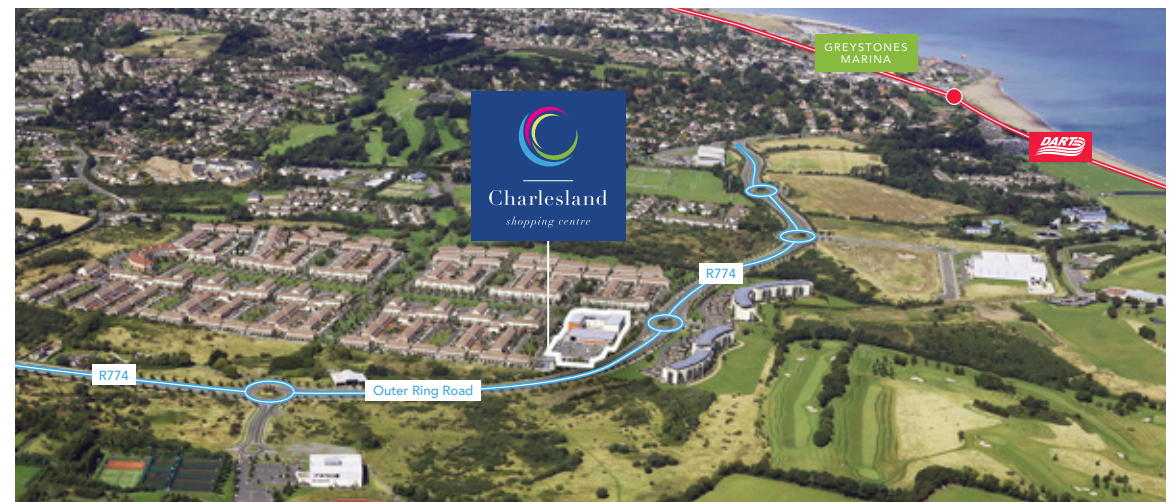 GREYSTONES
MARINA
DART
Charlesland
shopping centre
R774
R774
Outer Ring Road